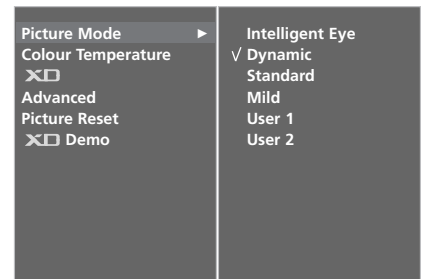 Picture Mode ►
Colour Temperature
XD
Advanced
Picture Reset
XD Demo
Intelligent Eye
√ Dynamic
Standard
Mild
User 1
User 2